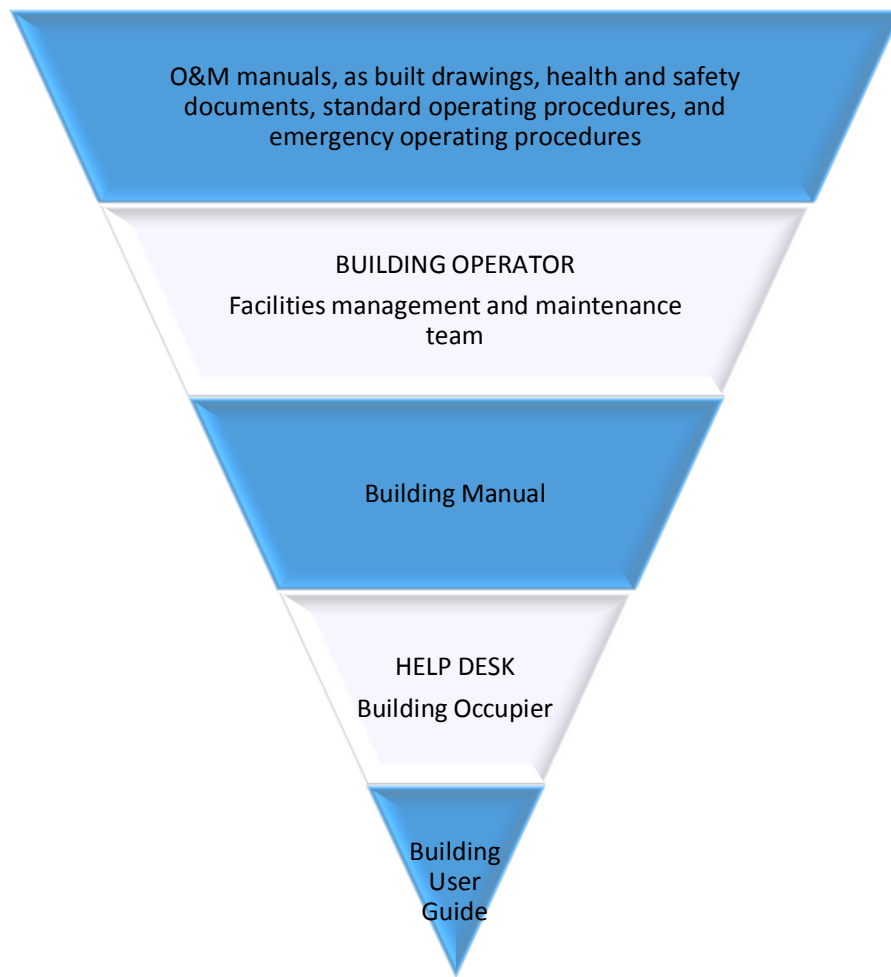 O&M manuals, as built drawings, health and safety
documents, standard operating procedures, and
emergency operating procedures
BUILDING OPERATOR
Facilities management and maintenance
team
Building Manual
HELP DESK
Building Occupier
Building
User
Guide